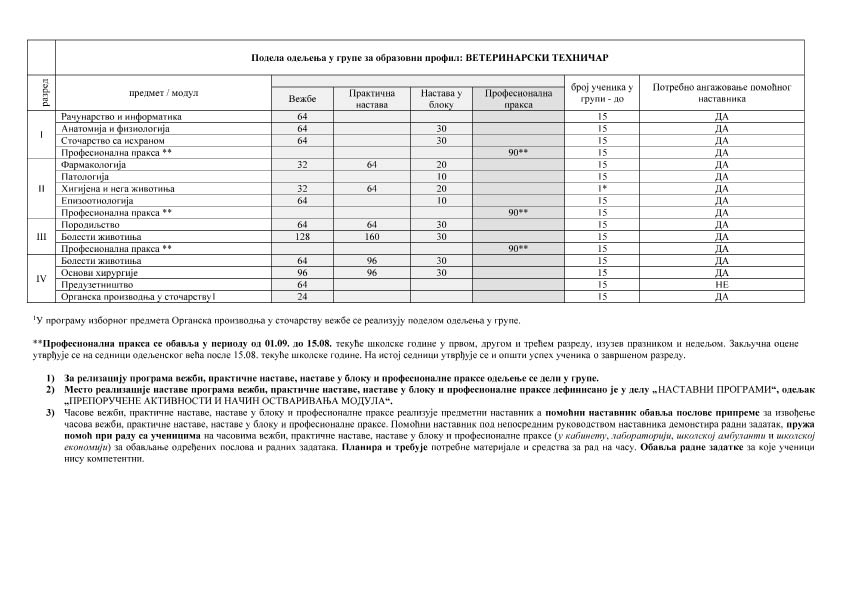 Подела одељења у групе за образовни профил: ВЕТЕРИНАРСКИ ТЕХНИЧАР
разред
предмет / модул
Вежбе
Практична настава
Настава у блоку
Професионална пракса
број ученика у групи - до
Потребно ангажовање помоћног наставника
I
Рачунарство и информатика 64 15 ДА
Анатомија и физиологија 64 30 15 ДА
Сточарство са исхраном 64 30 15 ДА
Професионална пракса ** 90** 15 ДА
II
Фармакологија 32 64 20 15 ДА
Патологија 10 15 ДА
Хигијена и нега животиња 32 64 20 1* ДА
Епизоотиологија 64 10 15 ДА
Професионална пракса ** 90** 15 ДА
III
Породиљство 64 64 30 15 ДА
Болести животиња 128 160 30 15 ДА
Професионална пракса ** 90** 15 ДА
IV
Болести животиња 64 96 30 15 ДА
Основи хирургије 96 96 30 15 ДА
Предузетништво 64 15 НЕ
Органска производња у сточарству1 24 15 ДА
¹У програму изборног предмета Органска производња у сточарству вежбе се реализују поделом одељења у групе.
**Професионална пракса се обавља у периоду од 01.09. до 15.08. текуће школске године у првом, другом и трећем разреду, изузев празником и недељом. Закључна оцене
утврђује се на седници одељенског већа после 15.08. текуће школске године. На истој седници утврђује се и општи успех ученика о завршеном разреду.
1) За релизацију програма вежби, практичне наставе, наставе у блоку и професионалне праксе одељење се дели у групе.
2) Место реализације наставе програма вежби, практичне наставе, наставе у блоку и професионалне праксе дефинисано је у делу „НАСТАВНИ ПРОГРАМИ“, одељак
„ПРЕПОРУЧЕНЕ АКТИВНОСТИ И НАЧИН ОСТВАРИВАЊА МОДУЛА“.
3) Часове вежби, практичне наставе, наставе у блоку и професионалне праксе реализује предметни наставник а помоћни наставник обавља послове припреме за извођење
часова вежби, практичне наставе, наставе у блоку и професионалне праксе. Помоћни наставник под непосредним руководством наставника демонстира радни задатак, пружа
помоћ при раду са ученицима на часовима вежби, практичне наставе, наставе у блоку и професионалне праксе (у кабинету, лабораторији, школској амбуланти и школској
економији) за обављање одређених послова и радних задатака. Планира и требује потребне материјале и средства за рад на часу. Обавља радне задатке за које ученици
нису компетентни.